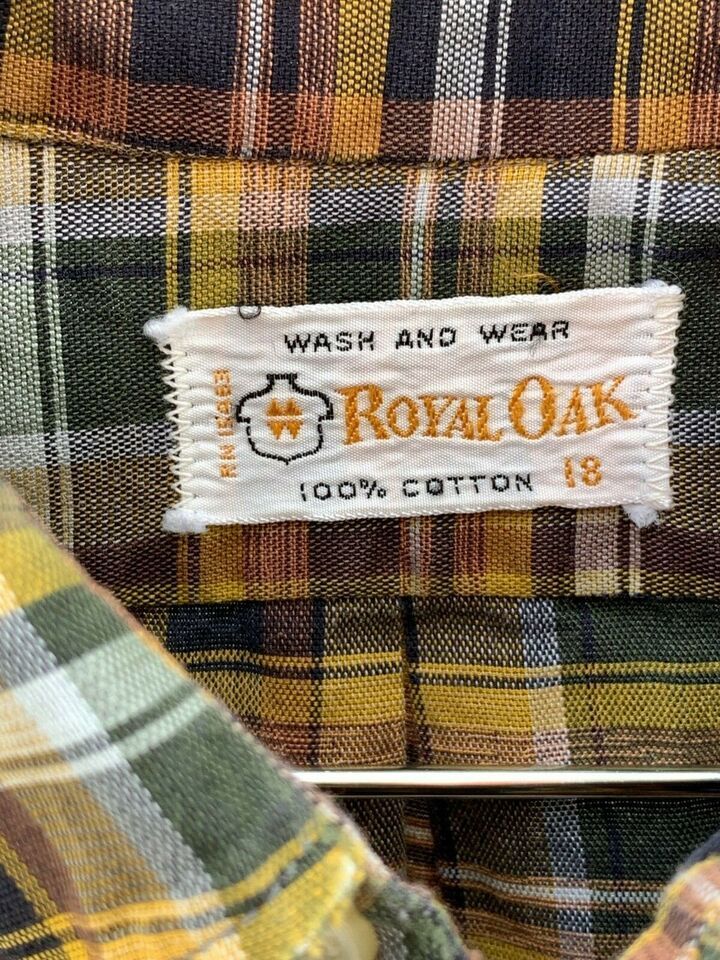 WASH AND WEAR
ROYAL OAK
100% COTTON 18